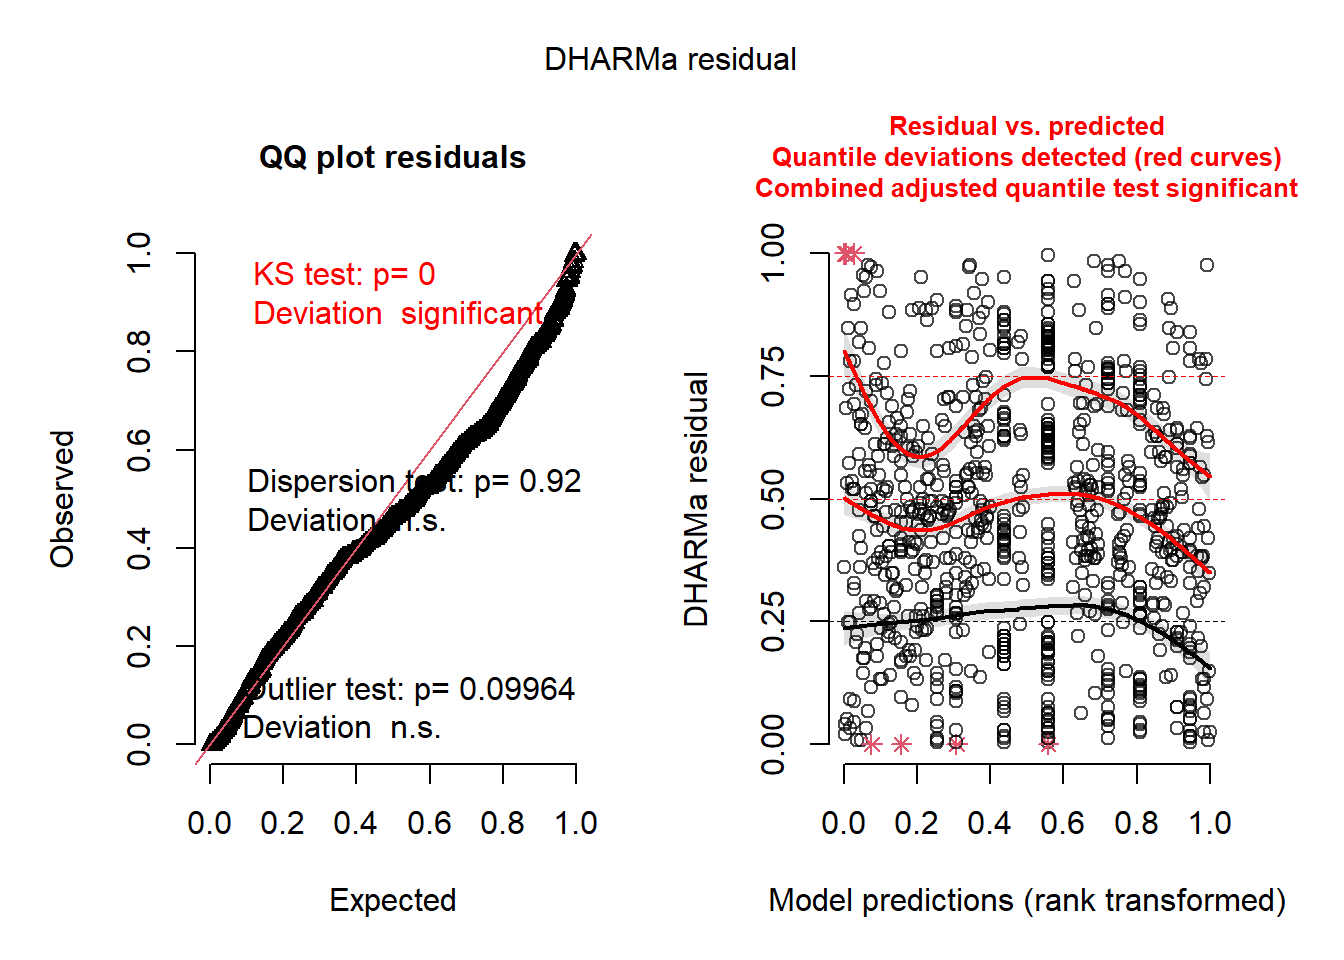 DHARMa residual
QQ plot residuals
KS test: p= 0
Deviation  significant
Dispersion test: p= 0.92
Deviation n.s.
Outlier test: p= 0.09964
Deviation  n.s.
Observed
0.0 0.2 0.4 0.6 0.8 1.0
0.0 0.2 0.4 0.6 0.8 1.0
Expected
Residual vs. predicted
Quantile deviations detected (red curves)
Combined adjusted quantile test significant
DHARMa residual
0.00 0.25 0.50 0.75 1.00
0.0 0.2 0.4 0.6 0.8 1.0
Model predictions (rank transformed)